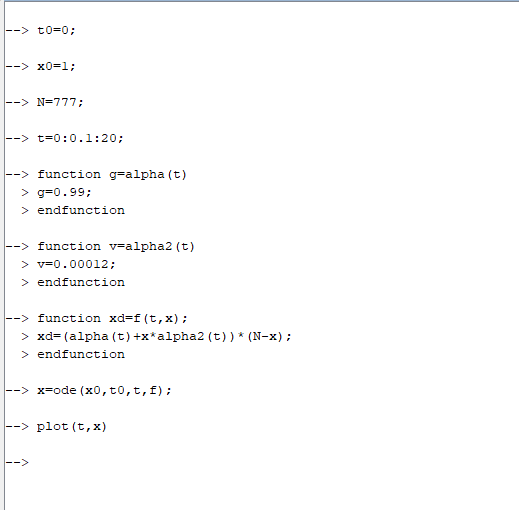 --> t0=0;
--> x0=1;
--> N=777;
--> t=0:0.1:20;
--> function g=alpha(t)
> g=0.99;
> endfunction
--> function v=alpha2(t)
> v=0.00012;
> endfunction
--> function xd=f(t,x);
> xd=(alpha(t)+x*alpha2(t))*(N-x);
> endfunction
--> x=ode(x0,t0,t,f);
--> plot(t,x)
-->